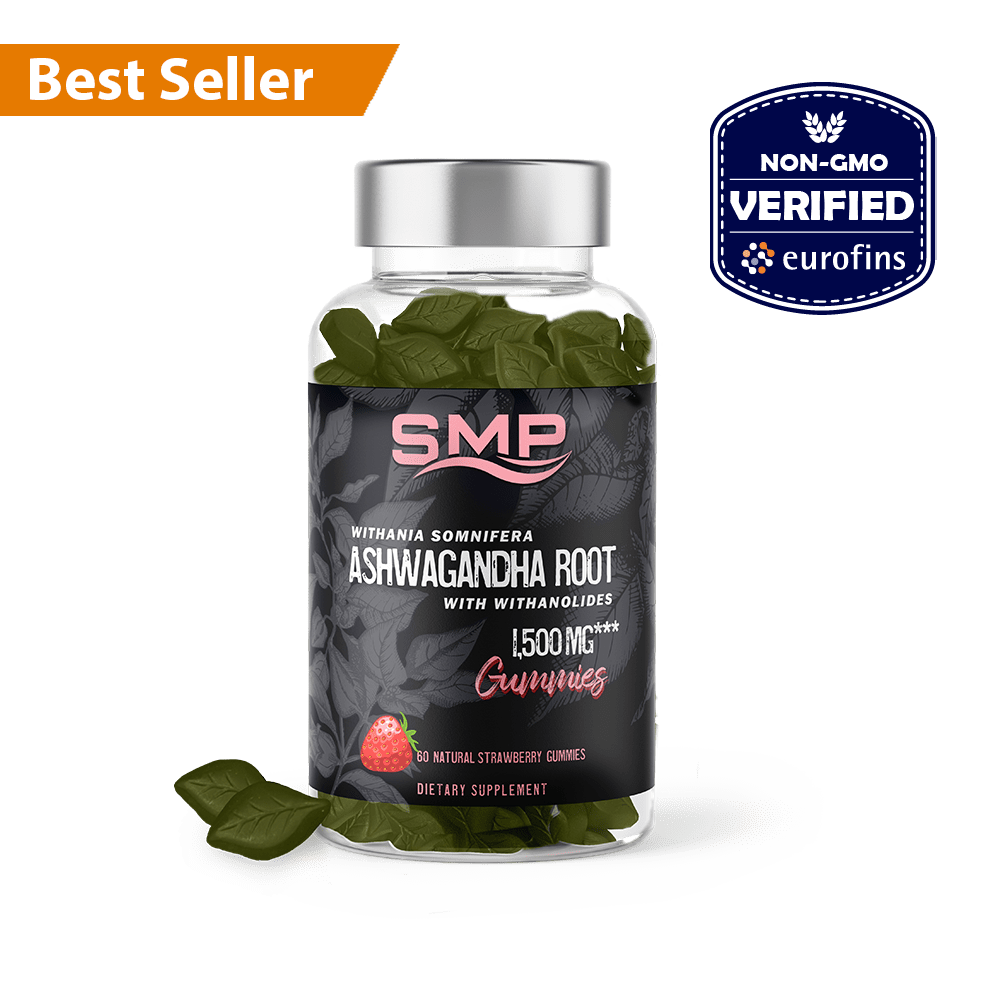 Best Seller
NON-GMO
VERIFIED
eurofins
SMP
WITHANIA SOMNIFERA
ASHWAGANDHA ROOT
WITH WITHANOLIDES
1,500 MG***
Gummies
60 NATURAL STRAWBERRY GUMMIES
DIETARY SUPPLEMENT